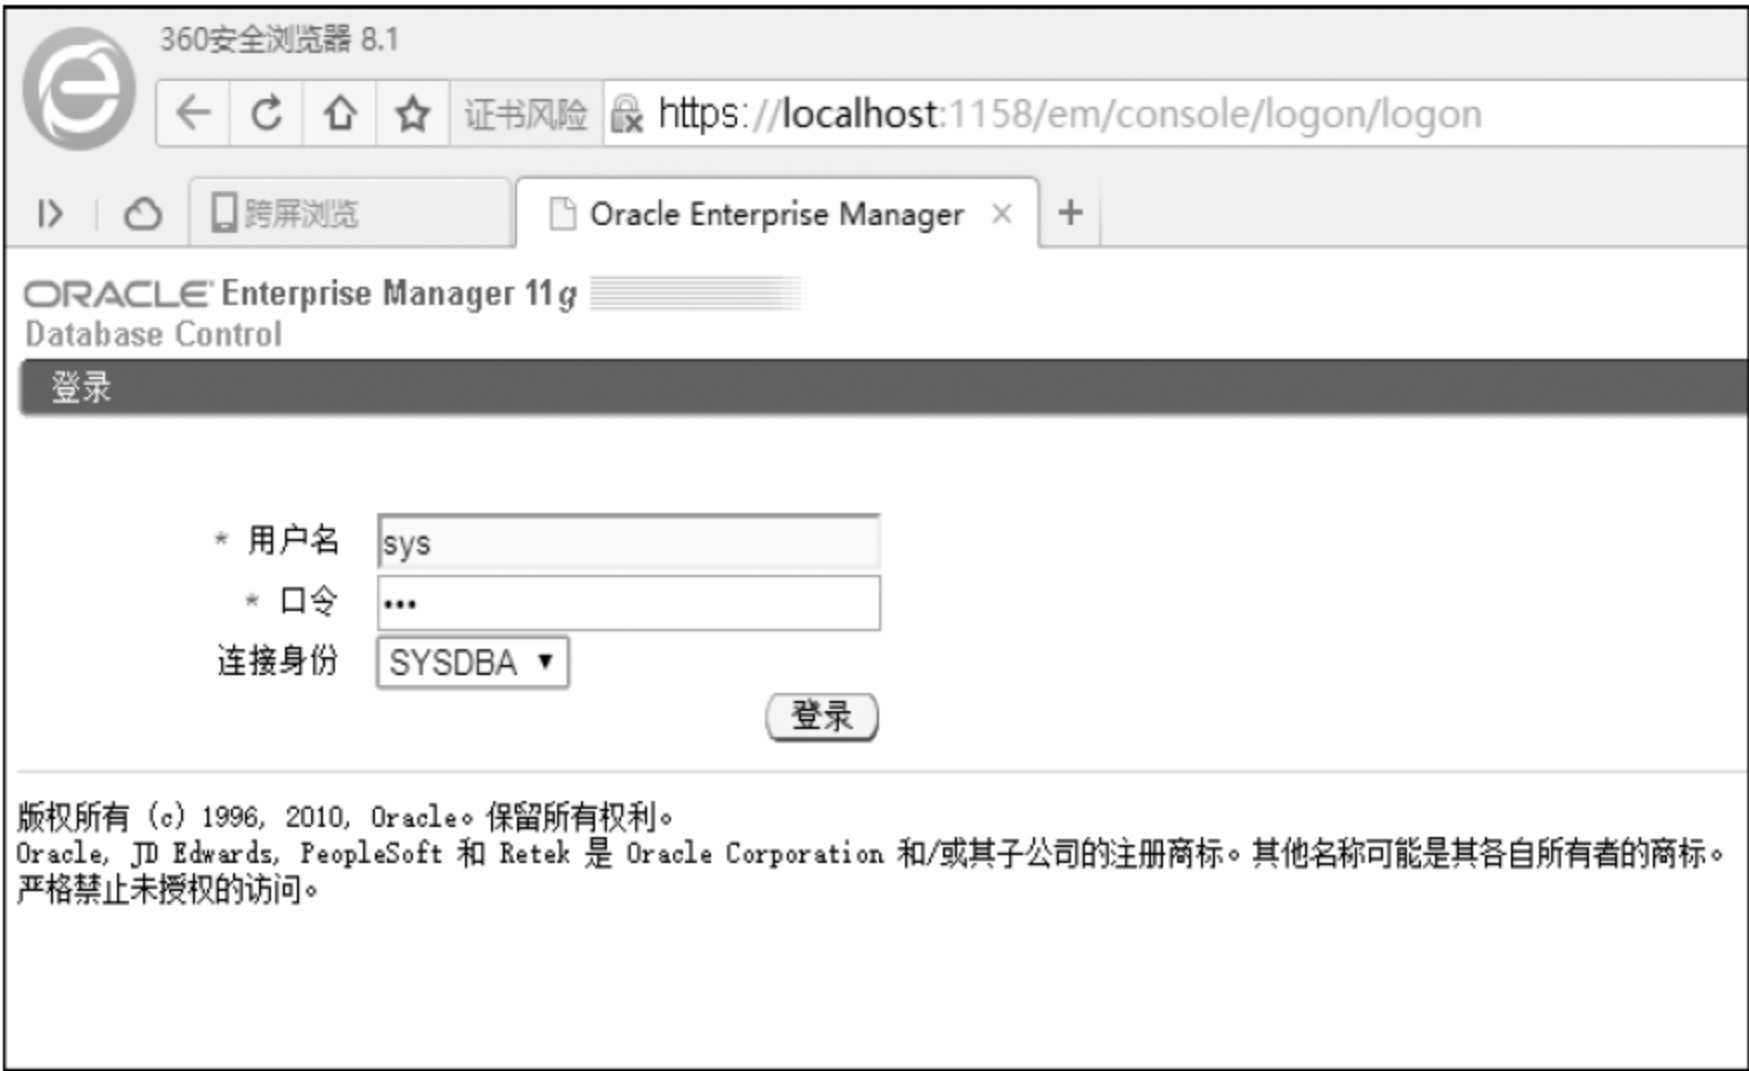 360安全浏览器 8.1
证书风险 https://localhost:1158/em/console/logon/logon
跨屏浏览 Oracle Enterprise Manager
ORACLE Enterprise Manager 11g
Database Control
登录
* 用户名 sys
* 口令 •••
连接身份 SYSDBA
登录
版权所有 (c) 1996, 2010, Oracle。保留所有权利。
Oracle, JD Edwards, PeopleSoft 和 Retek 是 Oracle Corporation 和/或其子公司的注册商标。其他名称可能是其各自所有者的商标。
严格禁止未授权的访问。